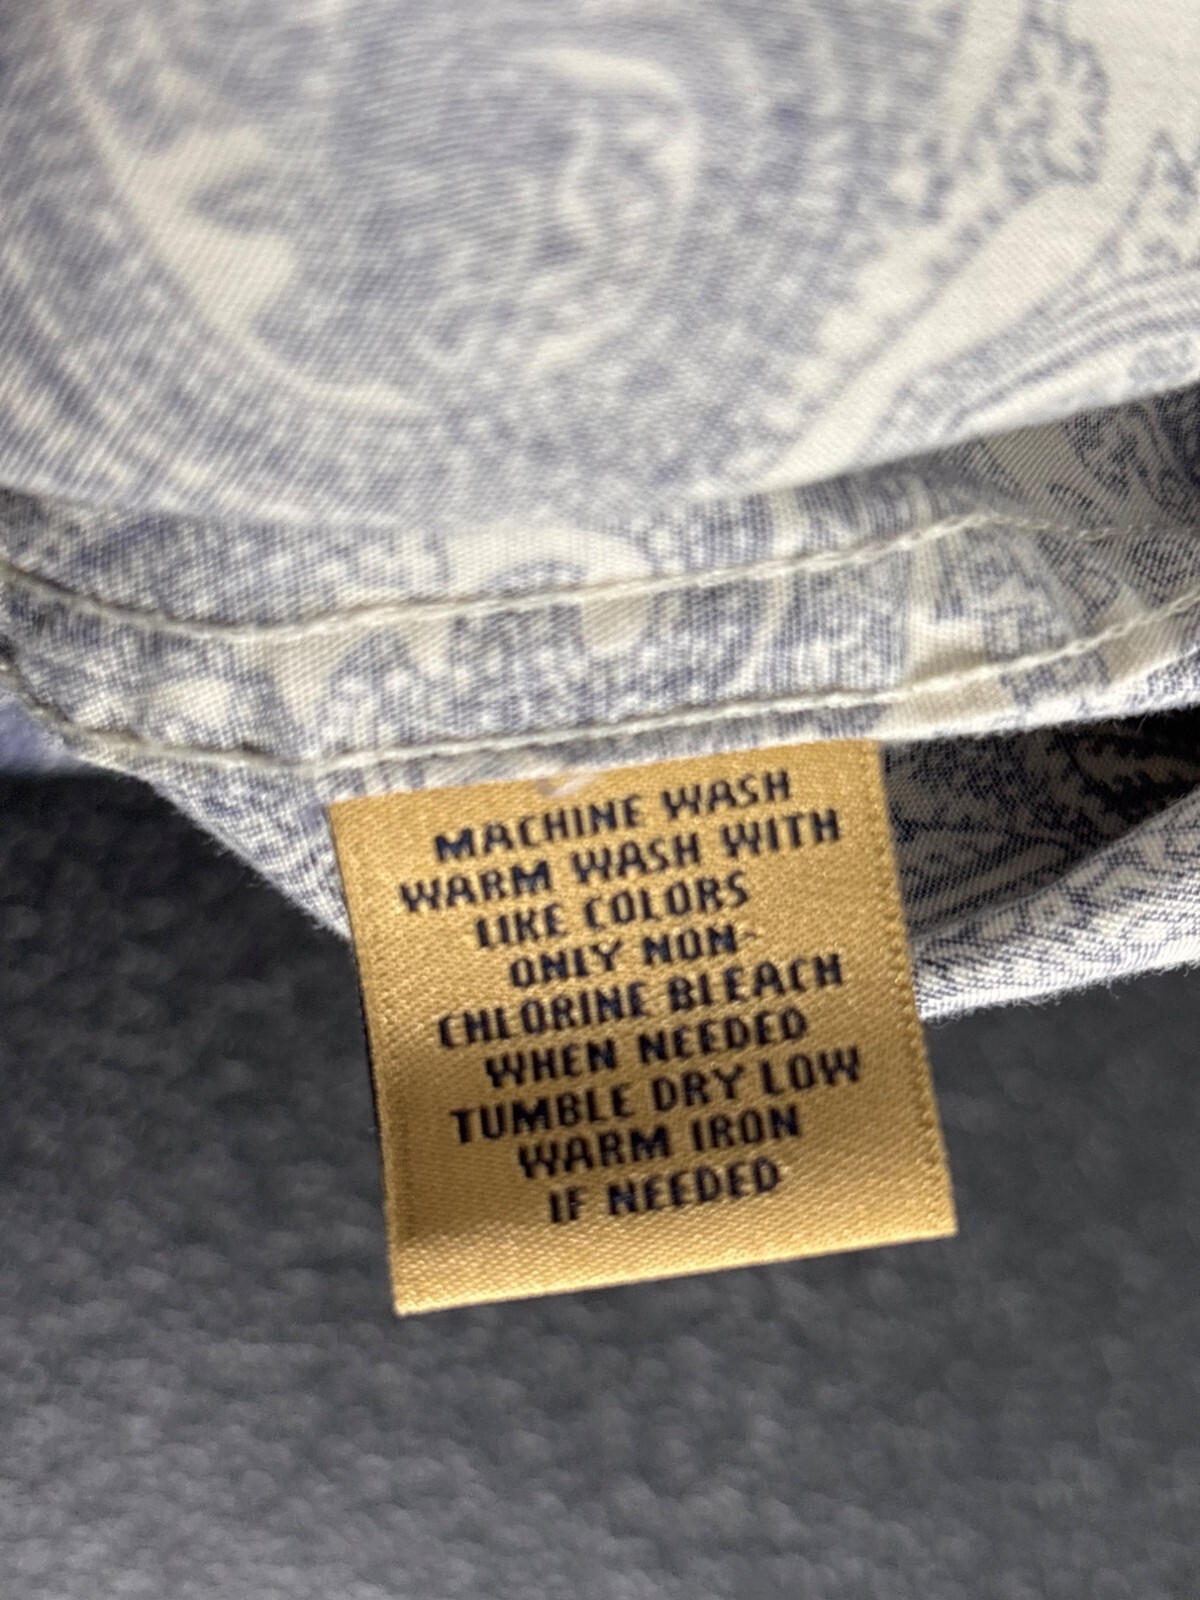 MACHINE WASH
WARM WASH WITH
LIKE COLORS
ONLY NON-
CHLORINE BLEACH
WHEN NEEDED
TUMBLE DRY LOW
WARM IRON
IF NEEDED